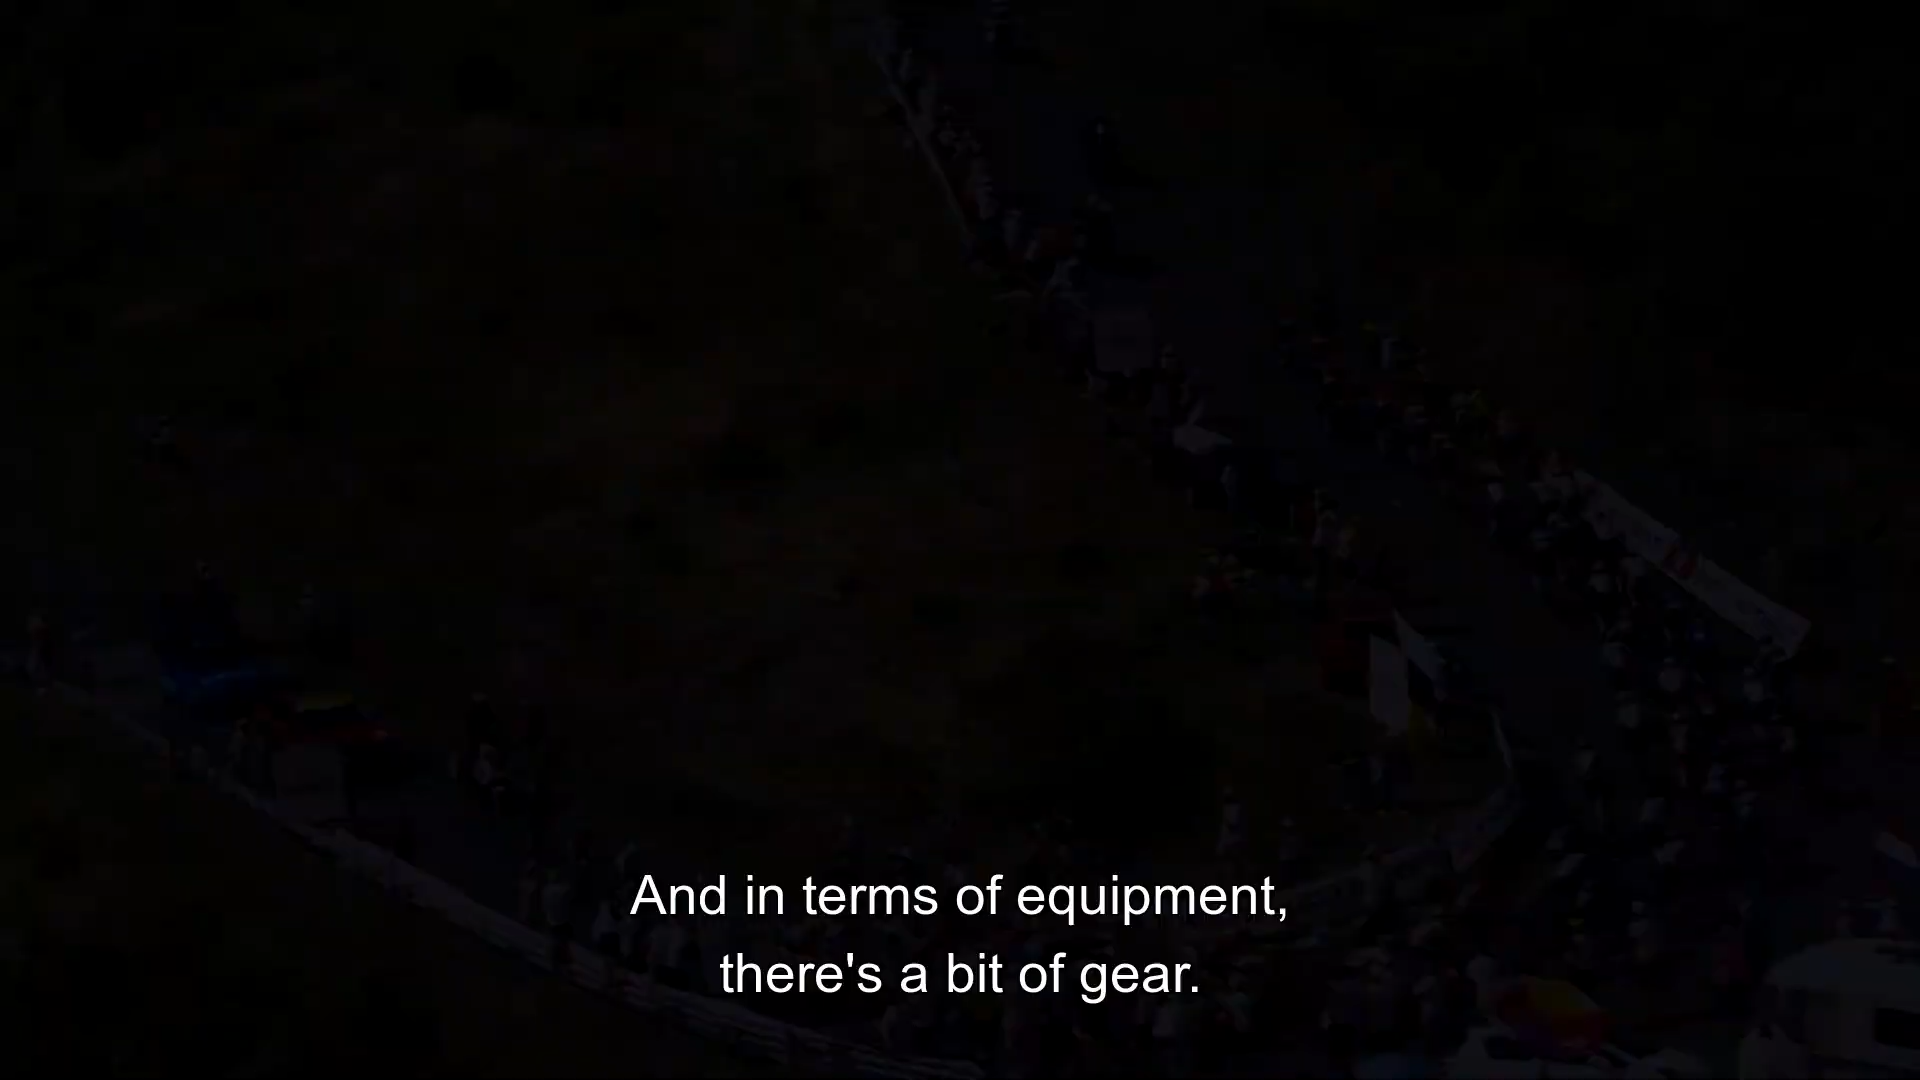 And in terms of equipment,
there's a bit of gear.